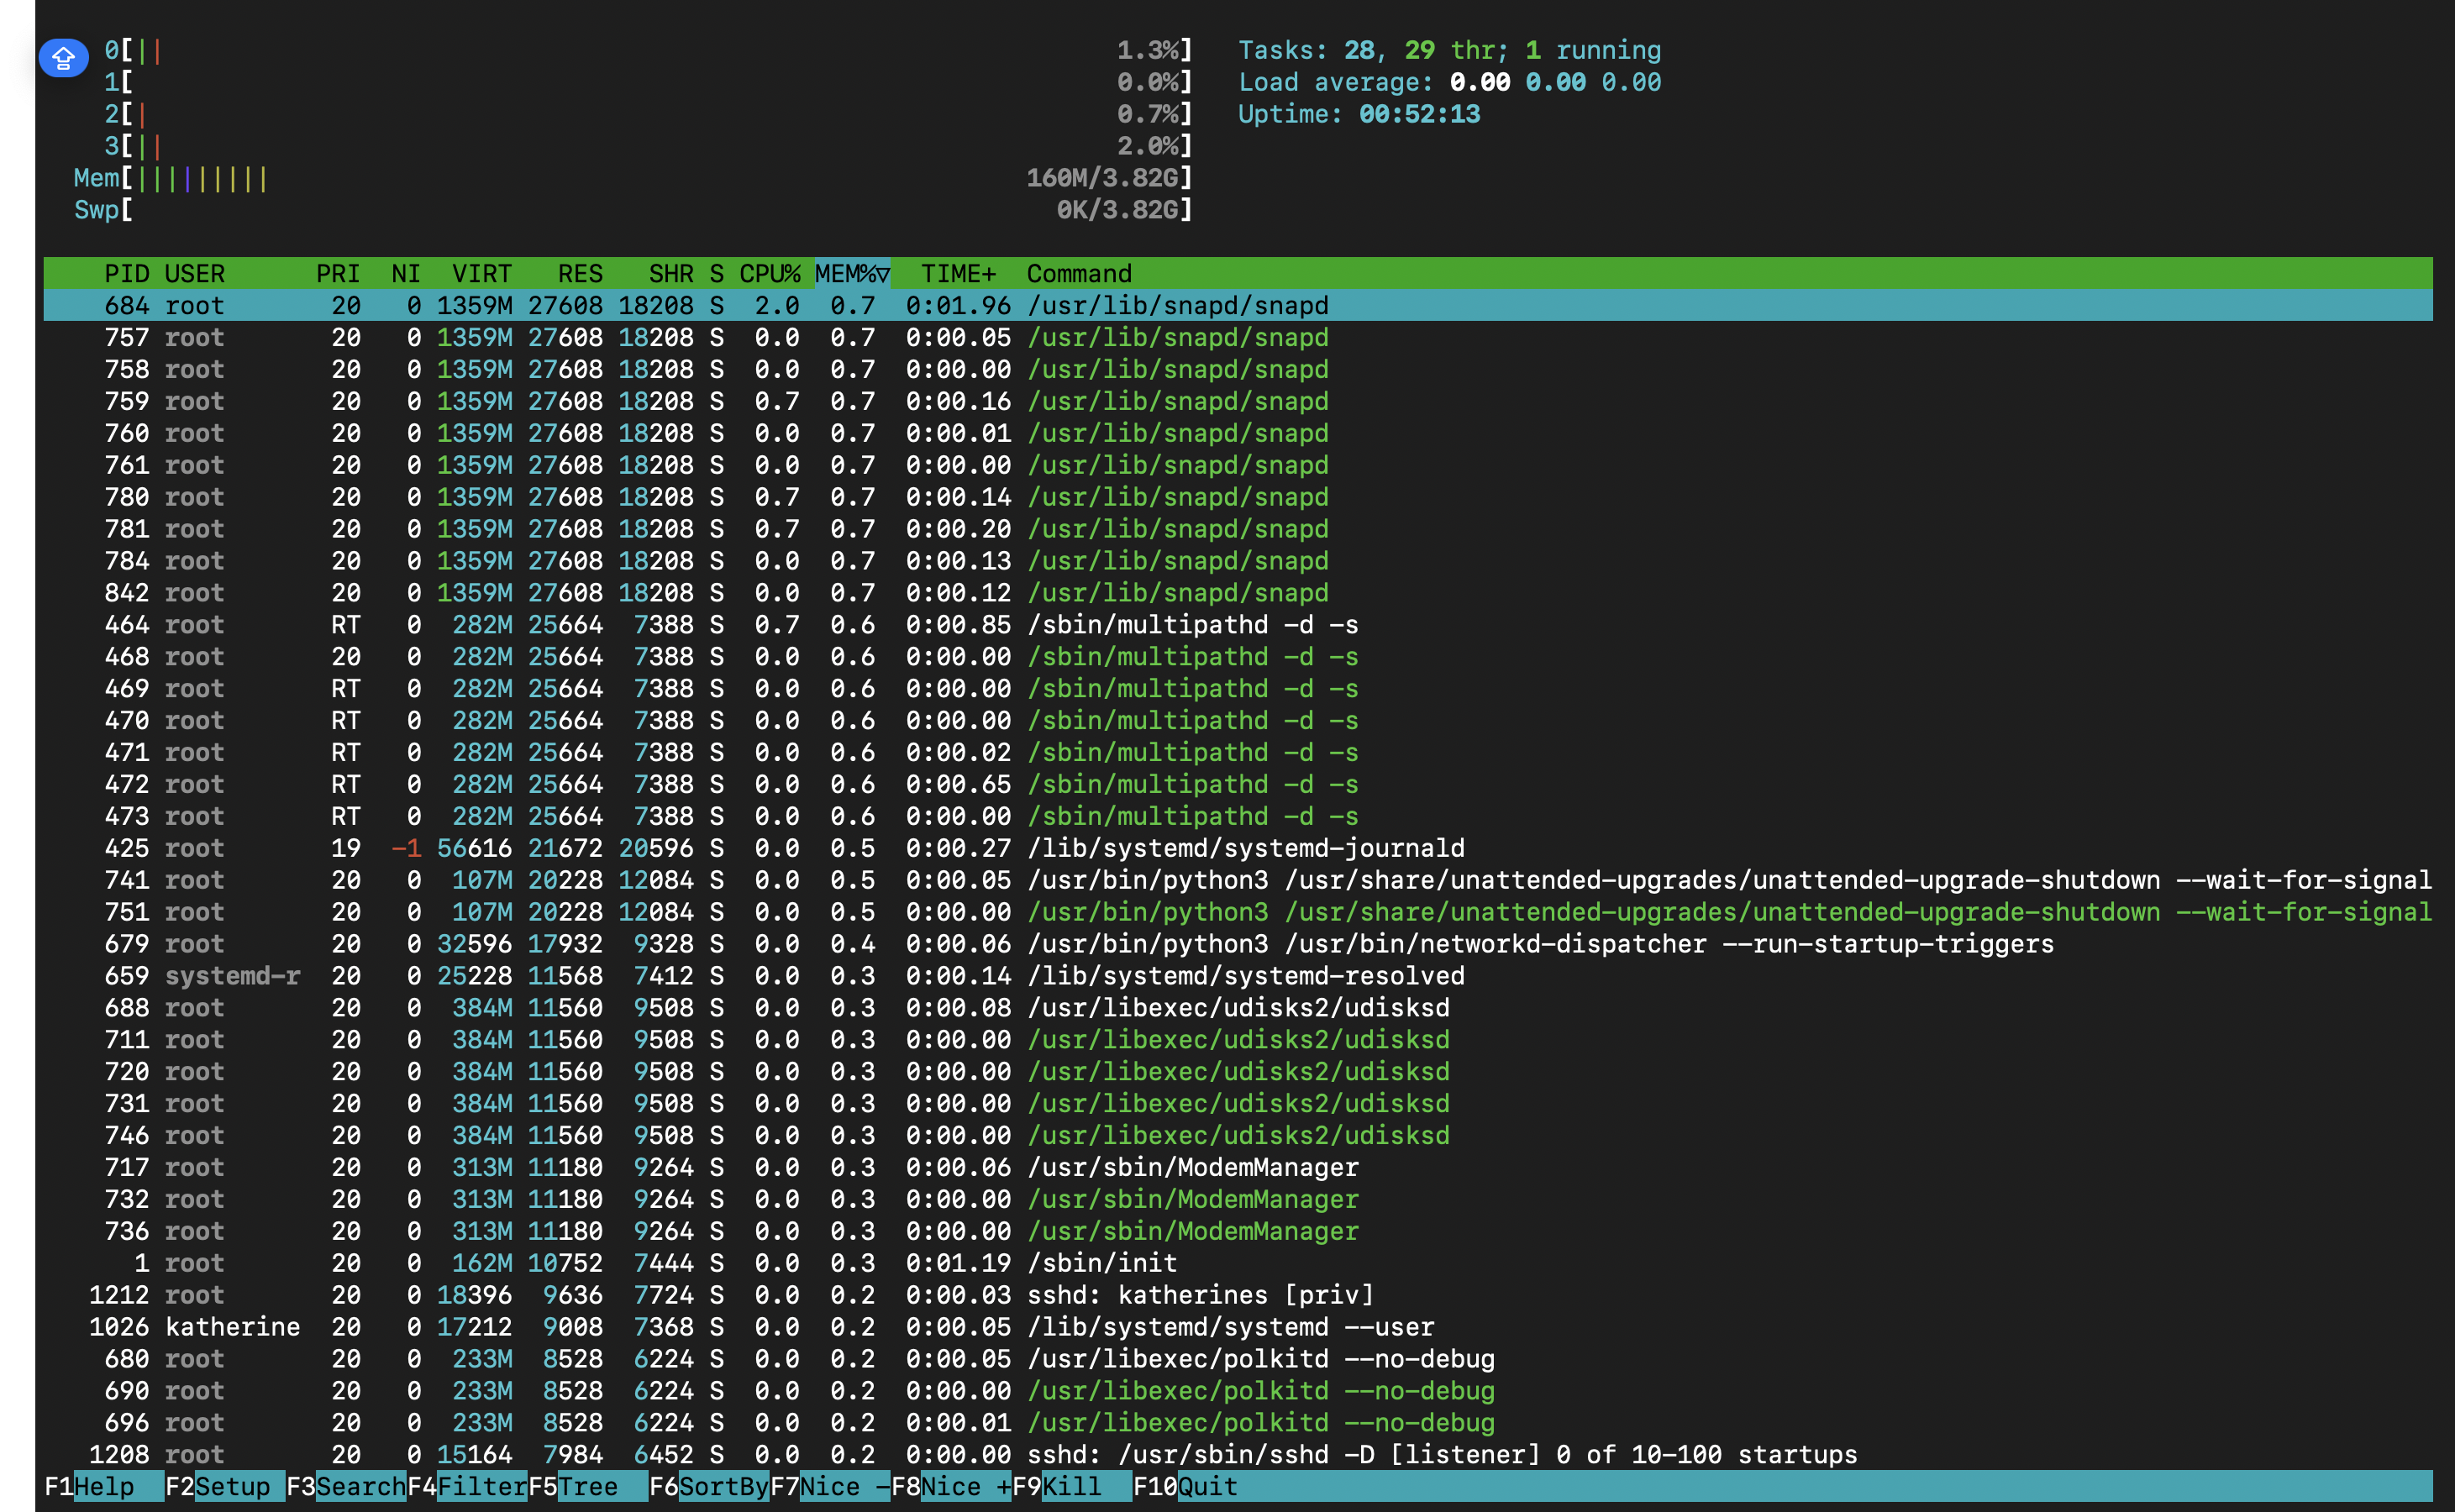 0[|| 1.3%] Tasks: 28, 29 thr; 1 running
1[ 0.0%] Load average: 0.00 0.00 0.00
2[| 0.7%] Uptime: 00:52:13
3[|| 2.0%]
Mem[||||||||| 160M/3.82G]
Swp[ 0K/3.82G]
PID USER PRI NI VIRT RES SHR S CPU% MEM%▽ TIME+ Command
684 root 20 0 1359M 27608 18208 S 2.0 0.7 0:01.96 /usr/lib/snapd/snapd
757 root 20 0 1359M 27608 18208 S 0.0 0.7 0:00.05 /usr/lib/snapd/snapd
758 root 20 0 1359M 27608 18208 S 0.0 0.7 0:00.00 /usr/lib/snapd/snapd
759 root 20 0 1359M 27608 18208 S 0.7 0.7 0:00.16 /usr/lib/snapd/snapd
760 root 20 0 1359M 27608 18208 S 0.0 0.7 0:00.01 /usr/lib/snapd/snapd
761 root 20 0 1359M 27608 18208 S 0.0 0.7 0:00.00 /usr/lib/snapd/snapd
780 root 20 0 1359M 27608 18208 S 0.7 0.7 0:00.14 /usr/lib/snapd/snapd
781 root 20 0 1359M 27608 18208 S 0.7 0.7 0:00.20 /usr/lib/snapd/snapd
784 root 20 0 1359M 27608 18208 S 0.0 0.7 0:00.13 /usr/lib/snapd/snapd
842 root 20 0 1359M 27608 18208 S 0.0 0.7 0:00.12 /usr/lib/snapd/snapd
464 root RT 0 282M 25664 7388 S 0.7 0.6 0:00.85 /sbin/multipathd -d -s
468 root 20 0 282M 25664 7388 S 0.0 0.6 0:00.00 /sbin/multipathd -d -s
469 root RT 0 282M 25664 7388 S 0.0 0.6 0:00.00 /sbin/multipathd -d -s
470 root RT 0 282M 25664 7388 S 0.0 0.6 0:00.00 /sbin/multipathd -d -s
471 root RT 0 282M 25664 7388 S 0.0 0.6 0:00.02 /sbin/multipathd -d -s
472 root RT 0 282M 25664 7388 S 0.0 0.6 0:00.65 /sbin/multipathd -d -s
473 root RT 0 282M 25664 7388 S 0.0 0.6 0:00.00 /sbin/multipathd -d -s
425 root 19 -1 56616 21672 20596 S 0.0 0.5 0:00.27 /lib/systemd/systemd-journald
741 root 20 0 107M 20228 12084 S 0.0 0.5 0:00.05 /usr/bin/python3 /usr/share/unattended-upgrades/unattended-upgrade-shutdown --wait-for-signal
751 root 20 0 107M 20228 12084 S 0.0 0.5 0:00.00 /usr/bin/python3 /usr/share/unattended-upgrades/unattended-upgrade-shutdown --wait-for-signal
679 root 20 0 32596 17932 9328 S 0.0 0.4 0:00.06 /usr/bin/python3 /usr/bin/networkd-dispatcher --run-startup-triggers
659 systemd-r 20 0 25228 11568 7412 S 0.0 0.3 0:00.14 /lib/systemd/systemd-resolved
688 root 20 0 384M 11560 9508 S 0.0 0.3 0:00.08 /usr/libexec/udisks2/udisksd
711 root 20 0 384M 11560 9508 S 0.0 0.3 0:00.00 /usr/libexec/udisks2/udisksd
720 root 20 0 384M 11560 9508 S 0.0 0.3 0:00.00 /usr/libexec/udisks2/udisksd
731 root 20 0 384M 11560 9508 S 0.0 0.3 0:00.00 /usr/libexec/udisks2/udisksd
746 root 20 0 384M 11560 9508 S 0.0 0.3 0:00.00 /usr/libexec/udisks2/udisksd
717 root 20 0 313M 11180 9264 S 0.0 0.3 0:00.06 /usr/sbin/ModemManager
732 root 20 0 313M 11180 9264 S 0.0 0.3 0:00.00 /usr/sbin/ModemManager
736 root 20 0 313M 11180 9264 S 0.0 0.3 0:00.00 /usr/sbin/ModemManager
1 root 20 0 162M 10752 7444 S 0.0 0.3 0:01.19 /sbin/init
1212 root 20 0 18396 9636 7724 S 0.0 0.2 0:00.03 sshd: katherines [priv]
1026 katherine 20 0 17212 9008 7368 S 0.0 0.2 0:00.05 /lib/systemd/systemd --user
680 root 20 0 233M 8528 6224 S 0.0 0.2 0:00.05 /usr/libexec/polkitd --no-debug
690 root 20 0 233M 8528 6224 S 0.0 0.2 0:00.00 /usr/libexec/polkitd --no-debug
696 root 20 0 233M 8528 6224 S 0.0 0.2 0:00.01 /usr/libexec/polkitd --no-debug
1208 root 20 0 15164 7984 6452 S 0.0 0.2 0:00.00 sshd: /usr/sbin/sshd -D [listener] 0 of 10-100 startups
F1Help F2Setup F3SearchF4FilterF5Tree F6SortByF7Nice -F8Nice +F9Kill F10Quit